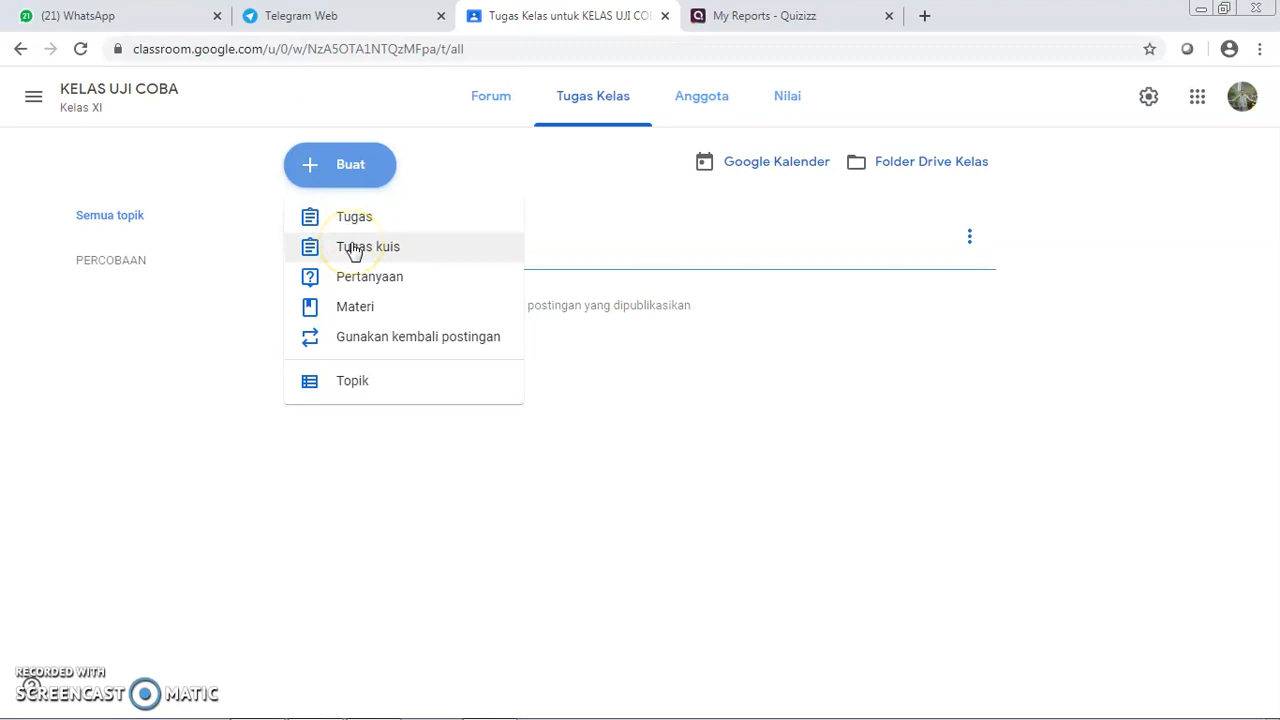 (21) WhatsApp
Telegram Web
Tugas Kelas untuk KELAS UJI CO
My Reports - Quizizz
classroom.google.com/u/0/w/NzA5OTA1NTQzMFpa/t/all
KELAS UJI COBA
Kelas XI
Forum
Tugas Kelas
Anggota
Nilai
Buat
Google Kalender
Folder Drive Kelas
Semua topik
PERCOBAAN
Tugas
Tugas kuis
Pertanyaan
Materi
Gunakan kembali postingan
Topik
postingan yang dipublikasikan
RECORDED WITH
SCREENCAST MATIC